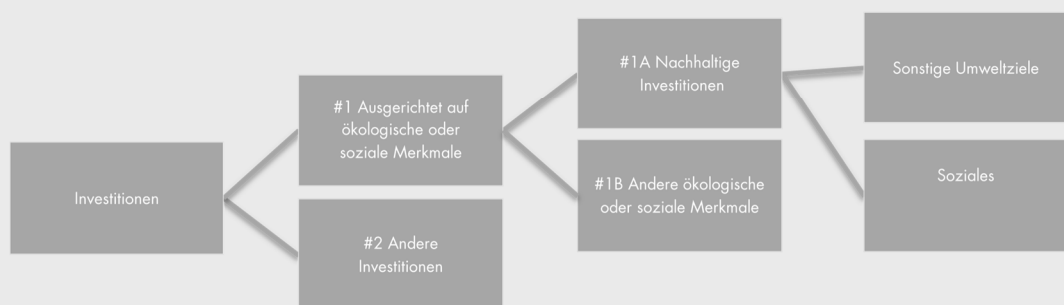 Investitionen
#1 Ausgerichtet auf
ökologische oder
soziale Merkmale
#2 Andere
Investitionen
#1A Nachhaltige
Investitionen
#1B Andere ökologische
oder soziale Merkmale
Sonstige Umweltziele
Soziales